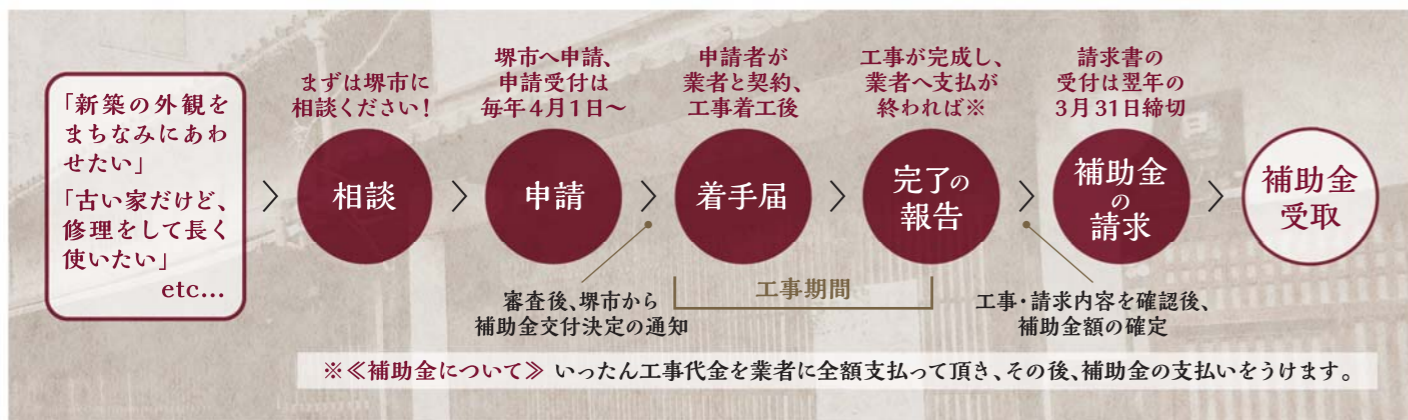 「新築の外観を
まちなみにあわ
せたい」
「古い家だけど、
修理をして長く
使いたい」
etc…
>
まずは堺市に
相談ください！
相談
>
堺市へ申請、
申請受付は
毎年4月1日～
申請
>
審査後、堺市から
補助金交付決定の通知
申請者が
業者と契約、
工事着工後
着手届
>
工事が完成し、
業者へ支払が
終われば※
完了の
報告
工事期間
>
工事・請求内容を確認後、
補助金額の確定
請求書の
受付は翌年の
3月31日締切
補助金
の
請求
>
補助金
受取
※≪補助金について≫ いったん工事代金を業者に全額支払って頂き、その後、補助金の支払いをうけます。